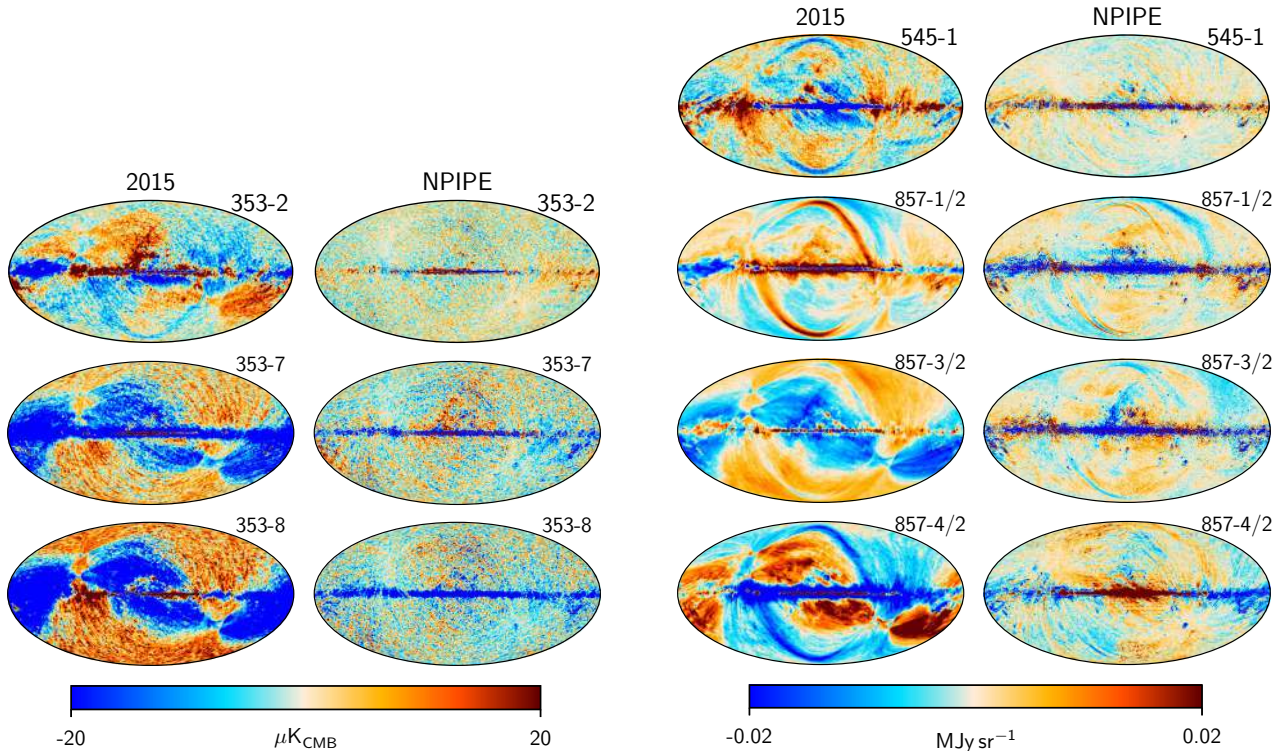 2015 NPIPE
353-2 353-2
353-7 353-7
353-8 353-8
-20 μK_CMB 20
2015 NPIPE
545-1 545-1
857-1/2 857-1/2
857-3/2 857-3/2
857-4/2 857-4/2
-0.02 MJy sr⁻¹ 0.02